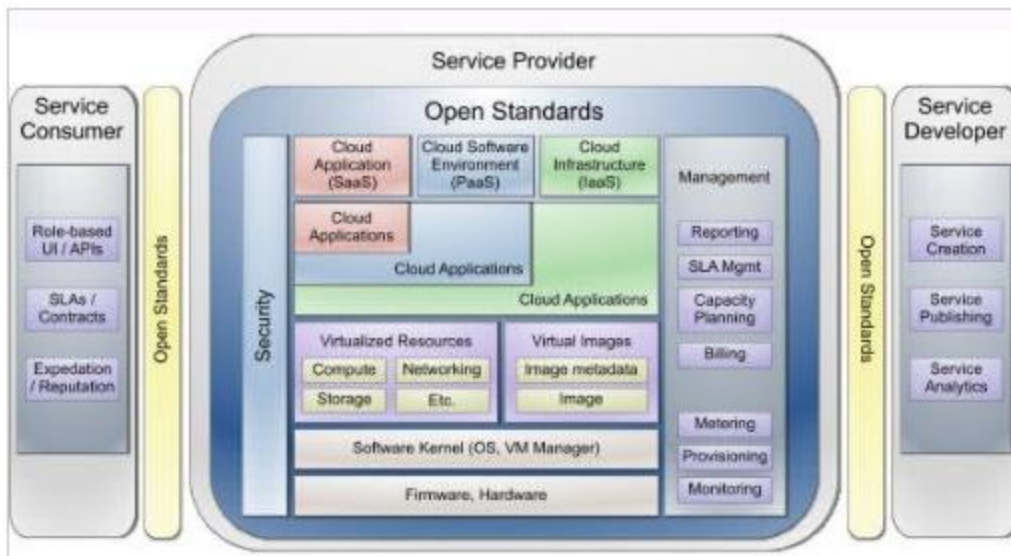 Service Provider
Open Standards
Service
Consumer
Role-based
UI / APIs
SLAs /
Contracts
Expedation
/ Reputation
Open Standards
Security
Cloud
Application
(SaaS)
Cloud Software
Environment
(PaaS)
Cloud
Infrastructure
(IaaS)
Cloud
Applications
Cloud Applications
Cloud Applications
Virtualized Resources
Compute
Networking
Storage
Etc.
Virtual Images
Image metadata
Image
Software Kernel (OS, VM Manager)
Firmware, Hardware
Management
Reporting
SLA Mgmt
Capacity
Planning
Billing
Metering
Provisioning
Monitoring
Open Standards
Service
Developer
Service
Creation
Service
Publishing
Service
Analytics